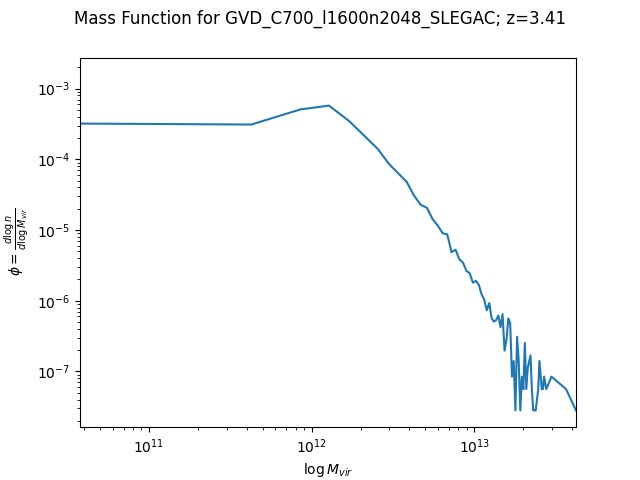 Mass Function for GVD_C700_l1600n2048_SLEGAC; z=3.41
10⁻³
10⁻⁴
10⁻⁵
10⁻⁶
10⁻⁷
ϕ = d log n / d log M_vir
10¹¹ 10¹² 10¹³
log M_vir